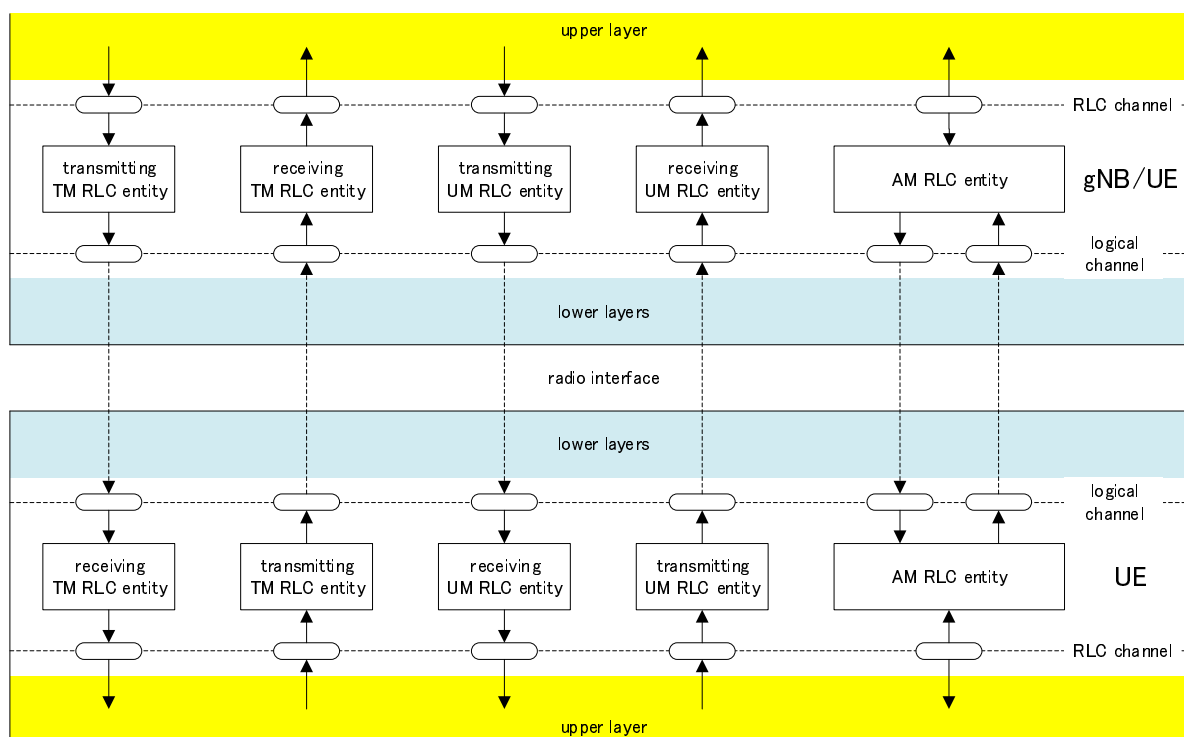 upper layer
RLC channel
transmitting
TM RLC entity
receiving
TM RLC entity
transmitting
UM RLC entity
receiving
UM RLC entity
AM RLC entity
gNB/UE
logical
channel
lower layers
radio interface
lower layers
logical
channel
receiving
TM RLC entity
transmitting
TM RLC entity
receiving
UM RLC entity
transmitting
UM RLC entity
AM RLC entity
UE
RLC channel
upper layer